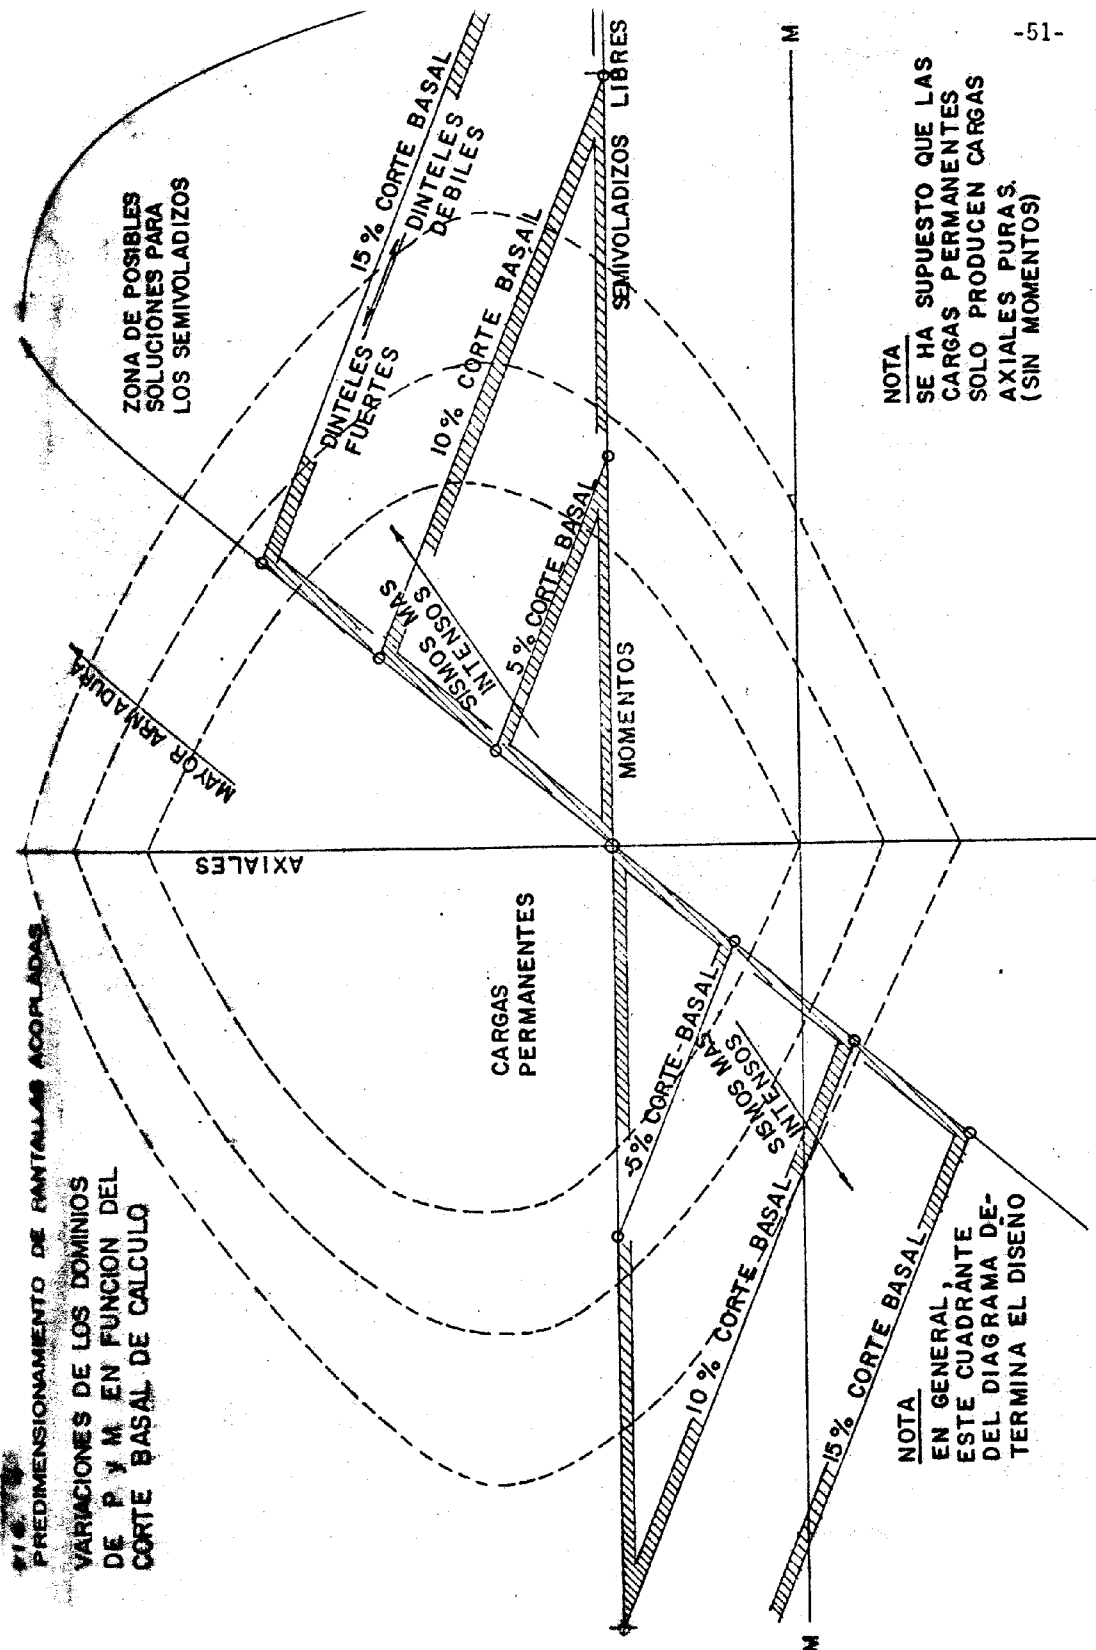 -51-
PREDIMENSIONAMIENTO DE PANTALLAS ACOPLADAS
VARIACIONES DE LOS DOMINIOS
DE P y M EN FUNCION DEL
CORTE BASAL DE CALCULO
AXIALES
MAYOR ARMADURA
ZONA DE POSIBLES
SOLUCIONES PARA
LOS SEMIVOLADIZOS
15% CORTE BASAL
DINTELES
FUERTES
DINTELES
DEBILES
10% CORTE BASAL
SISMOS MAS
INTENSOS
5% CORTE BASAL
MOMENTOS
SEMIVOLADIZOS LIBRES
CARGAS
PERMANENTES
5% CORTE BASAL
SISMOS MAS
INTENSOS
10% CORTE BASAL
15% CORTE BASAL
M
M
NOTA
EN GENERAL,
ESTE CUADRANTE
DEL DIAGRAMA DE-
TERMINA EL DISEÑO
NOTA
SE HA SUPUESTO QUE LAS
CARGAS PERMANENTES
SOLO PRODUCEN CARGAS
AXIALES PURAS.
(SIN MOMENTOS)